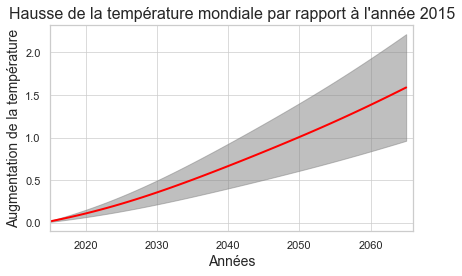 Hausse de la température mondiale par rapport à l'année 2015
Augmentation de la température
2.0
1.5
1.0
0.5
0.0
2020 2030 2040 2050 2060
Années